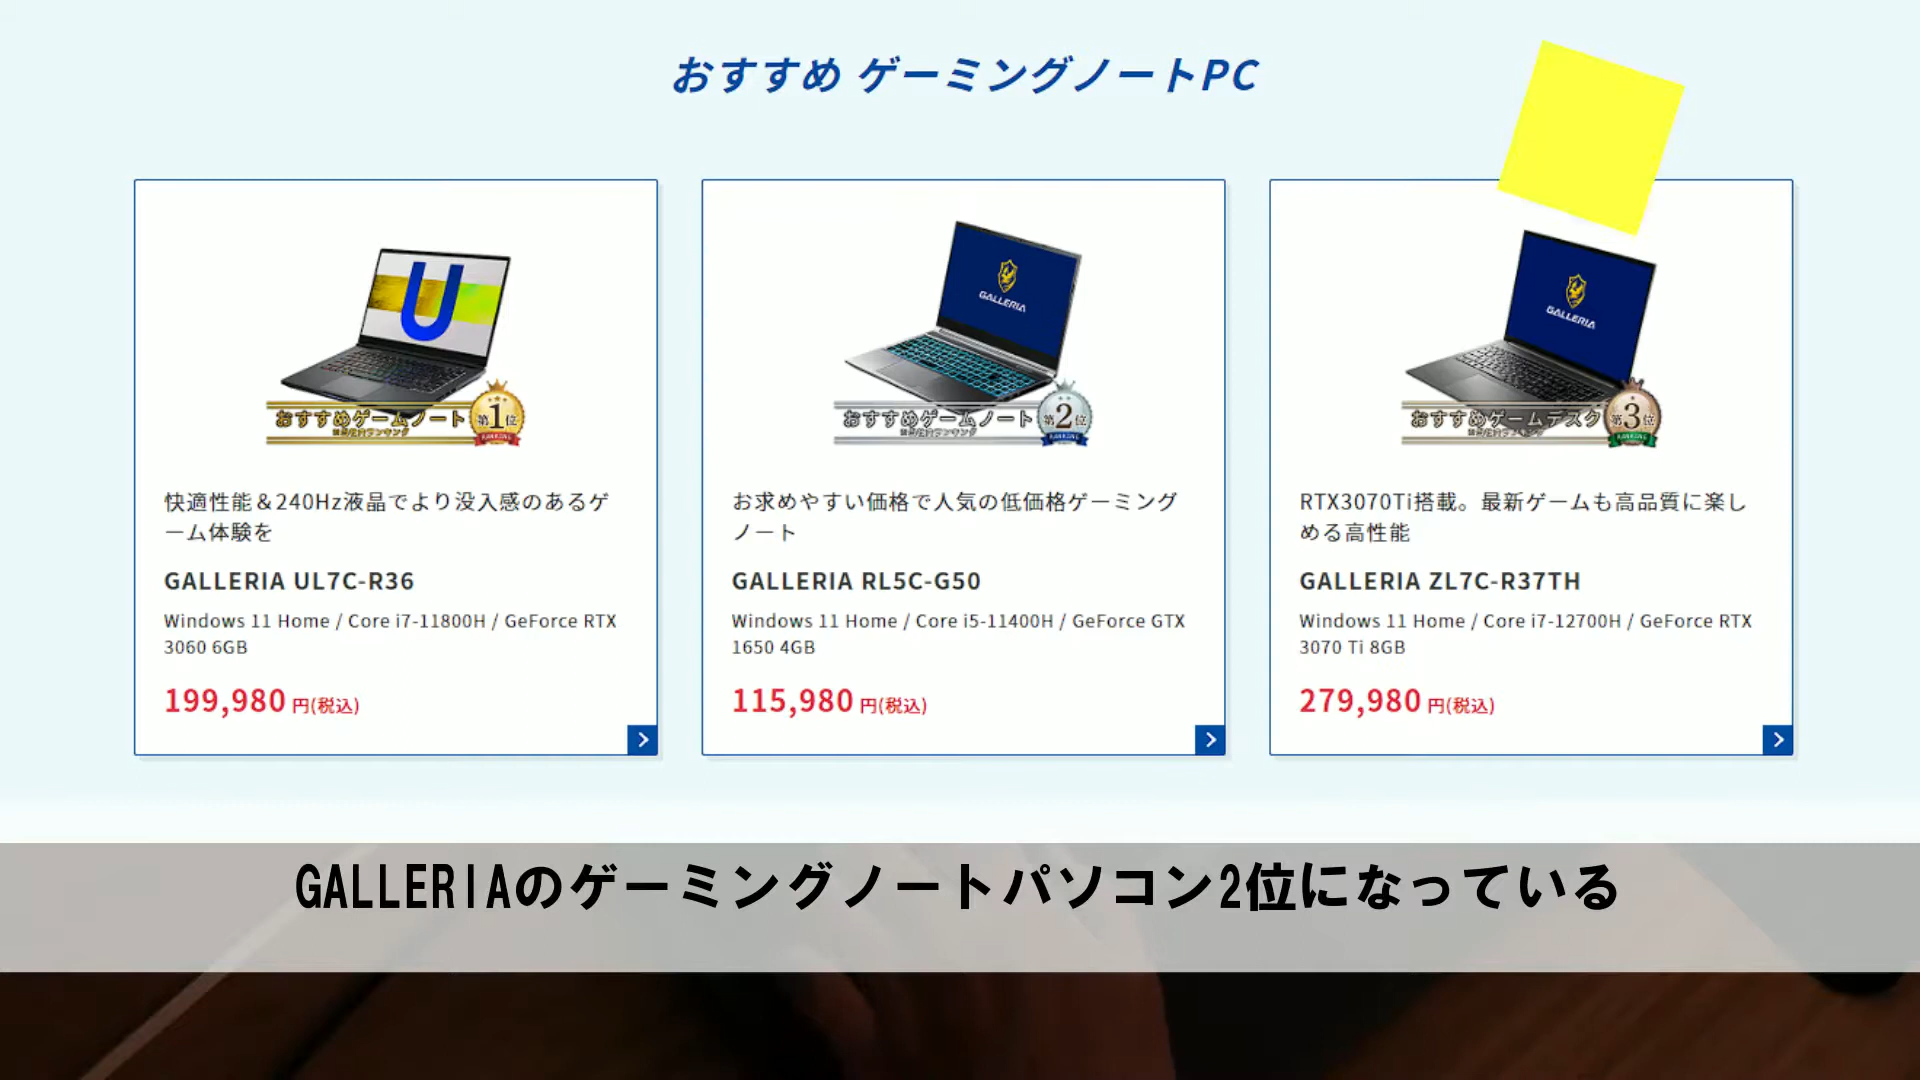 おすすめ ゲーミングノートPC
U
おすすめゲームノート
第1位
RANKING
快適性能＆240Hz液晶でより没入感のあるゲ
ーム体験を
GALLERIA UL7C-R36
Windows 11 Home / Core i7-11800H / GeForce RTX
3060 6GB
199,980 円(税込)
GALLERIA
おすすめゲームノート
第2位
RANKING
お求めやすい価格で人気の低価格ゲーミング
ノート
GALLERIA RL5C-G50
Windows 11 Home / Core i5-11400H / GeForce GTX
1650 4GB
115,980 円(税込)
GALLERIA
おすすめゲームデスク
第3位
RANKING
RTX3070Ti搭載。最新ゲームも高品質に楽し
める高性能
GALLERIA ZL7C-R37TH
Windows 11 Home / Core i7-12700H / GeForce RTX
3070 Ti 8GB
279,980 円(税込)
GALLERIAのゲーミングノートパソコン2位になっている